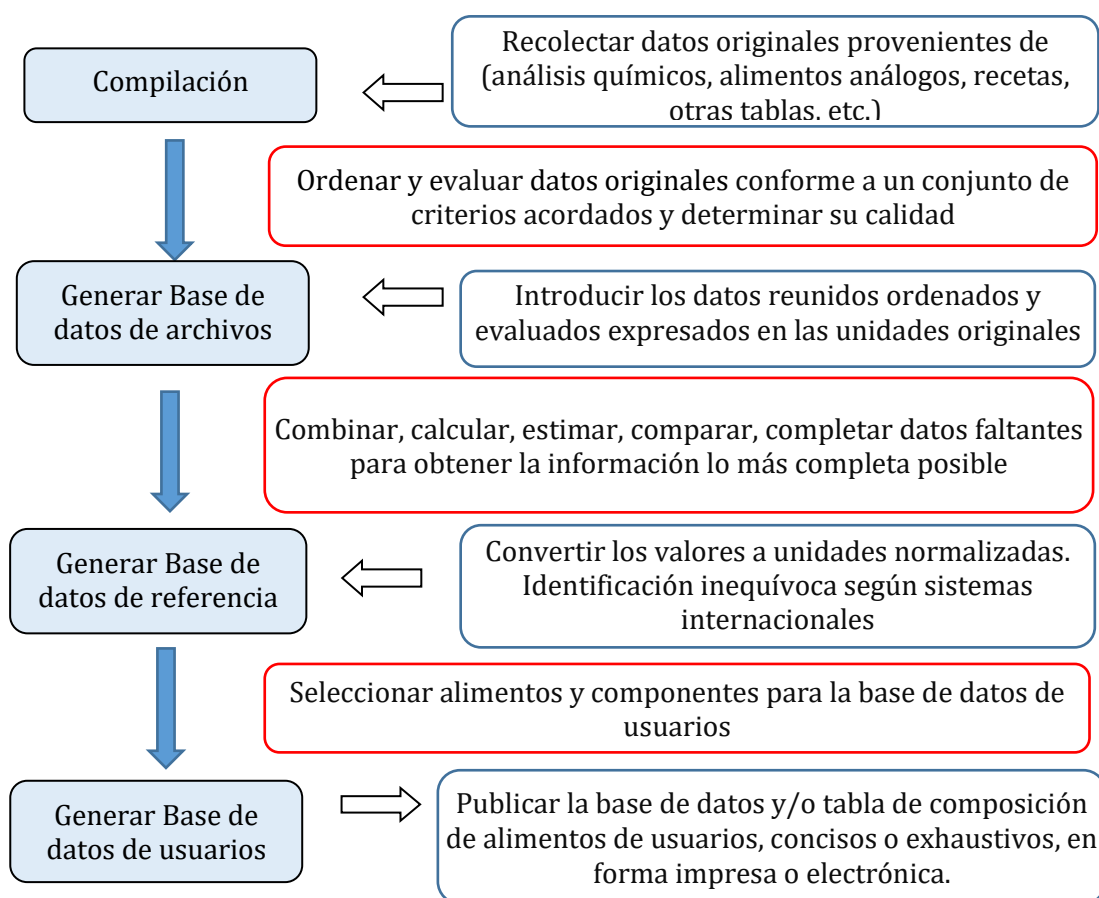 Compilación
Recolectar datos originales provenientes de
(análisis químicos, alimentos análogos, recetas,
otras tablas. etc.)
Ordenar y evaluar datos originales conforme a un conjunto de
criterios acordados y determinar su calidad
Generar Base de
datos de archivos
Introducir los datos reunidos ordenados y
evaluados expresados en las unidades originales
Combinar, calcular, estimar, comparar, completar datos faltantes
para obtener la información lo más completa posible
Generar Base de
datos de referencia
Convertir los valores a unidades normalizadas.
Identificación inequívoca según sistemas
internacionales
Seleccionar alimentos y componentes para la base de datos de
usuarios
Generar Base de
datos de usuarios
Publicar la base de datos y/o tabla de composición
de alimentos de usuarios, concisos o exhaustivos, en
forma impresa o electrónica.